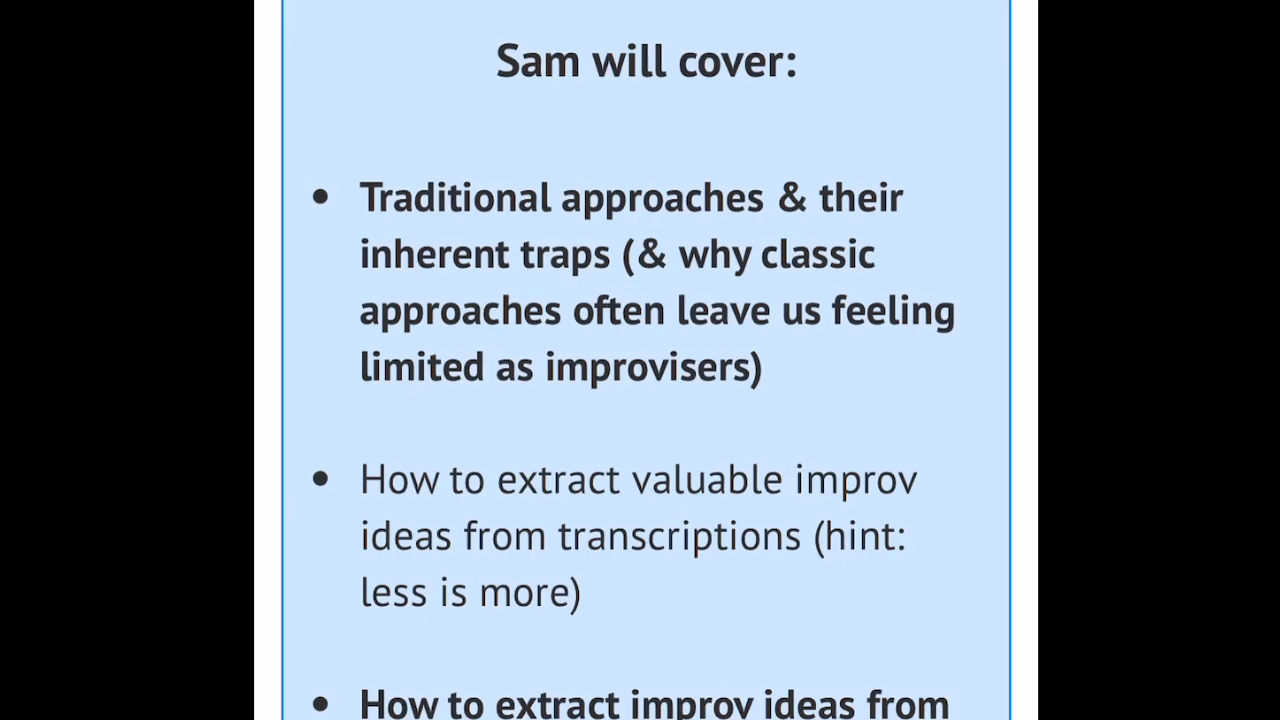 Sam will cover:
• Traditional approaches & their
inherent traps (& why classic
approaches often leave us feeling
limited as improvisers)
• How to extract valuable improv
ideas from transcriptions (hint:
less is more)
• How to extract improv ideas from